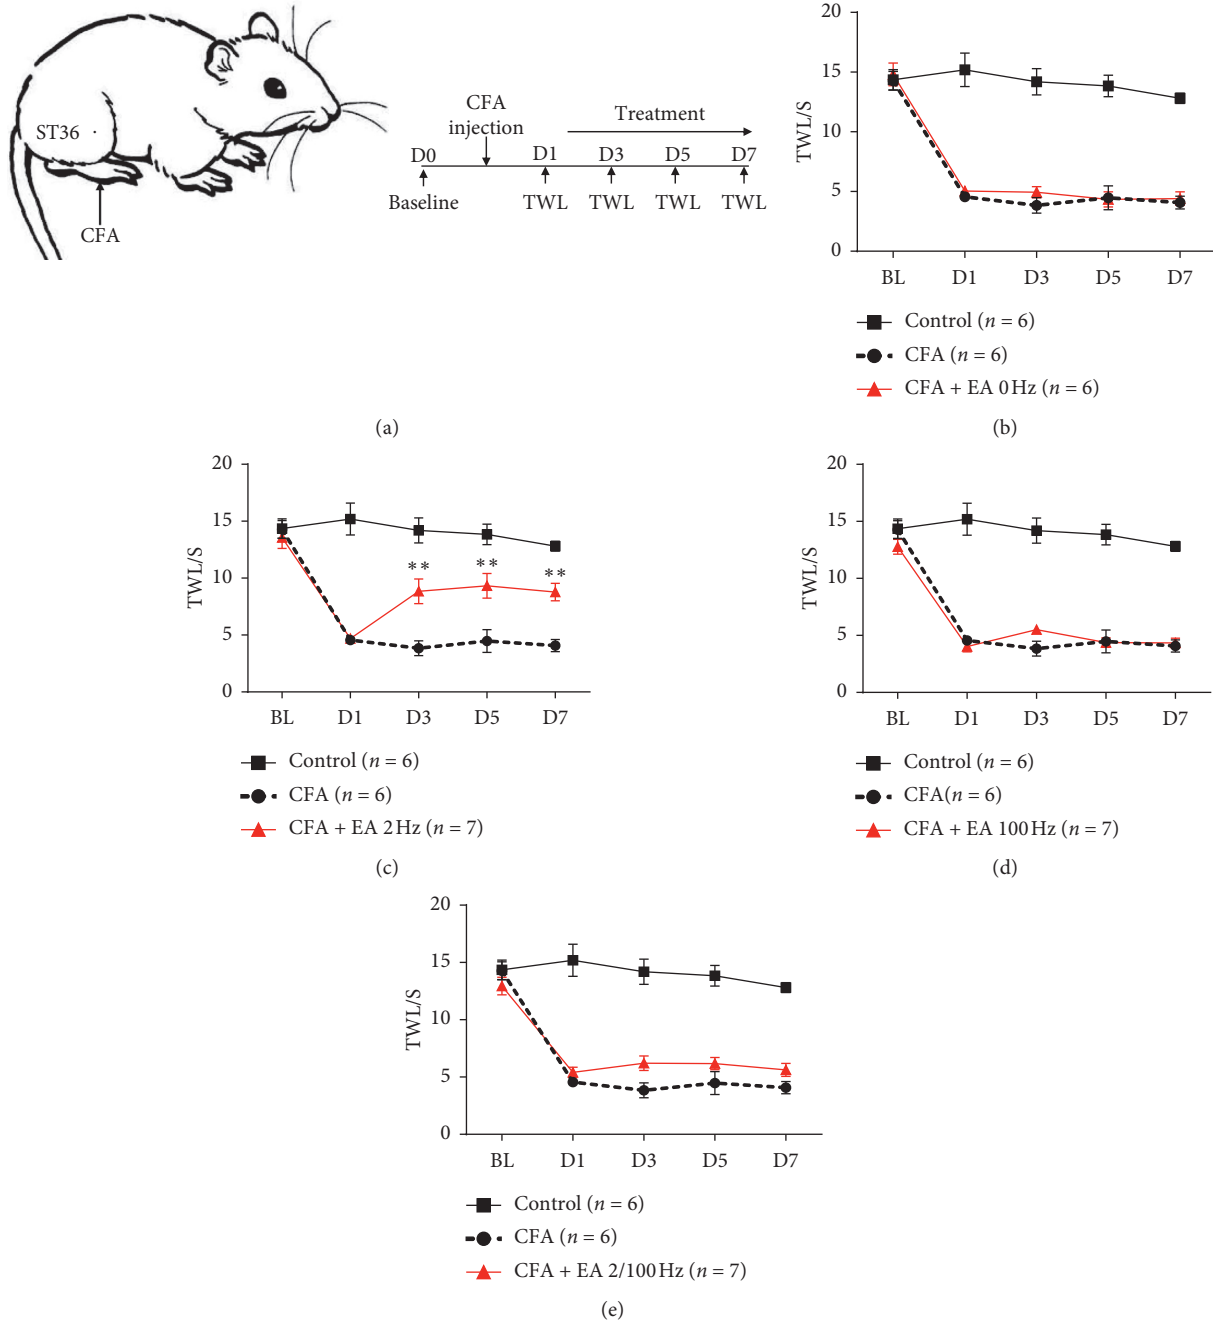 ST36
CFA
CFA
injection
Treatment
D0 D1 D3 D5 D7
Baseline TWL TWL TWL TWL
(a)
TWL/S
20
15
10
5
0
BL D1 D3 D5 D7
Control (n = 6)
CFA (n = 6)
CFA + EA 0 Hz (n = 6)
(b)
TWL/S
20
15
10
5
0
** ** **
BL D1 D3 D5 D7
Control (n = 6)
CFA (n = 6)
CFA + EA 2 Hz (n = 7)
(c)
TWL/S
20
15
10
5
0
BL D1 D3 D5 D7
Control (n = 6)
CFA(n = 6)
CFA + EA 100 Hz (n = 7)
(d)
TWL/S
20
15
10
5
0
BL D1 D3 D5 D7
Control (n = 6)
CFA (n = 6)
CFA + EA 2/100 Hz (n = 7)
(e)